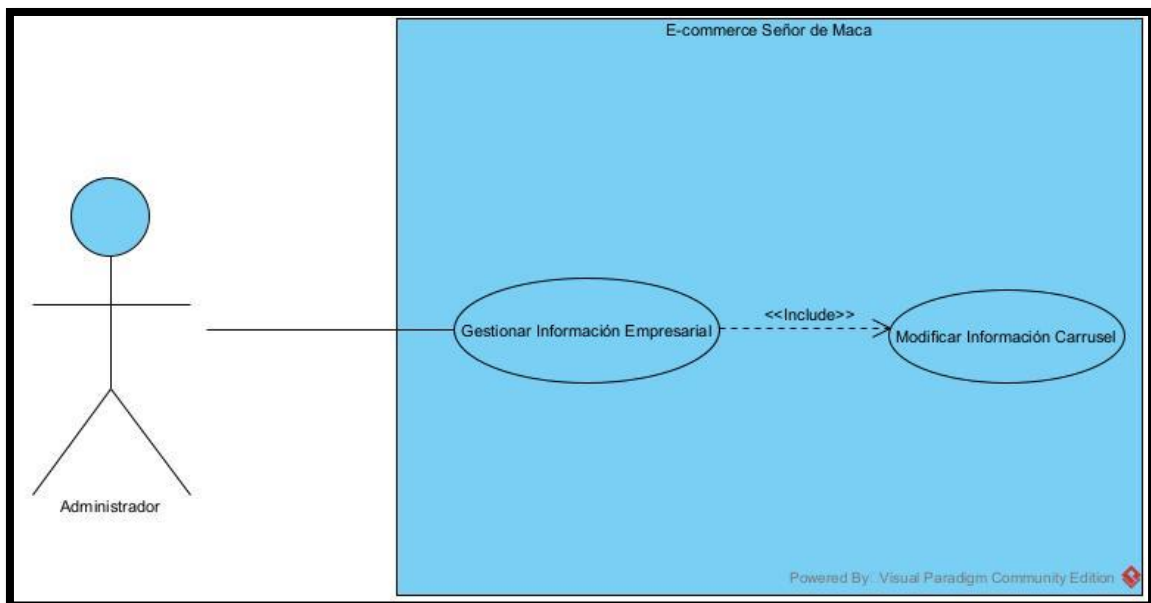 E-commerce Señor de Maca
<<Include>>
Gestionar Información Empresarial
Modificar Información Carrusel
Administrador
Powered By: Visual Paradigm Community Edition